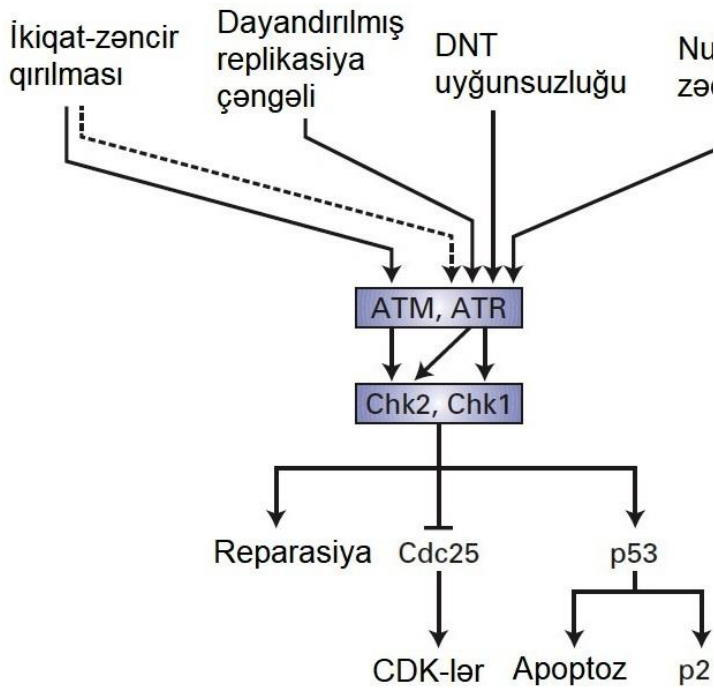 İkiqat-zəncir
qırılması
Dayandırılmış
replikasiya
çəngəli
DNT
uyğunsuzluğu
ATM, ATR
Chk2, Chk1
Reparasiya
Cdc25
p53
CDK-lər
Apoptoz